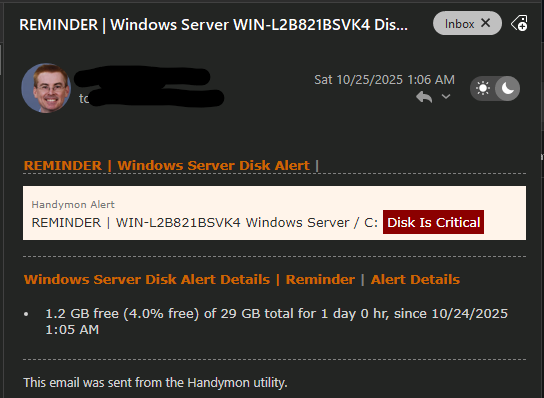 REMINDER | Windows Server WIN-L2B821BSVK4 Dis...
Inbox
Sat 10/25/2025 1:06 AM
to
REMINDER | Windows Server Disk Alert |
Handymon Alert
REMINDER | WIN-L2B821BSVK4 Windows Server / C: Disk Is Critical
Windows Server Disk Alert Details | Reminder | Alert Details
• 1.2 GB free (4.0% free) of 29 GB total for 1 day 0 hr, since 10/24/2025
1:05 AM
This email was sent from the Handymon utility.